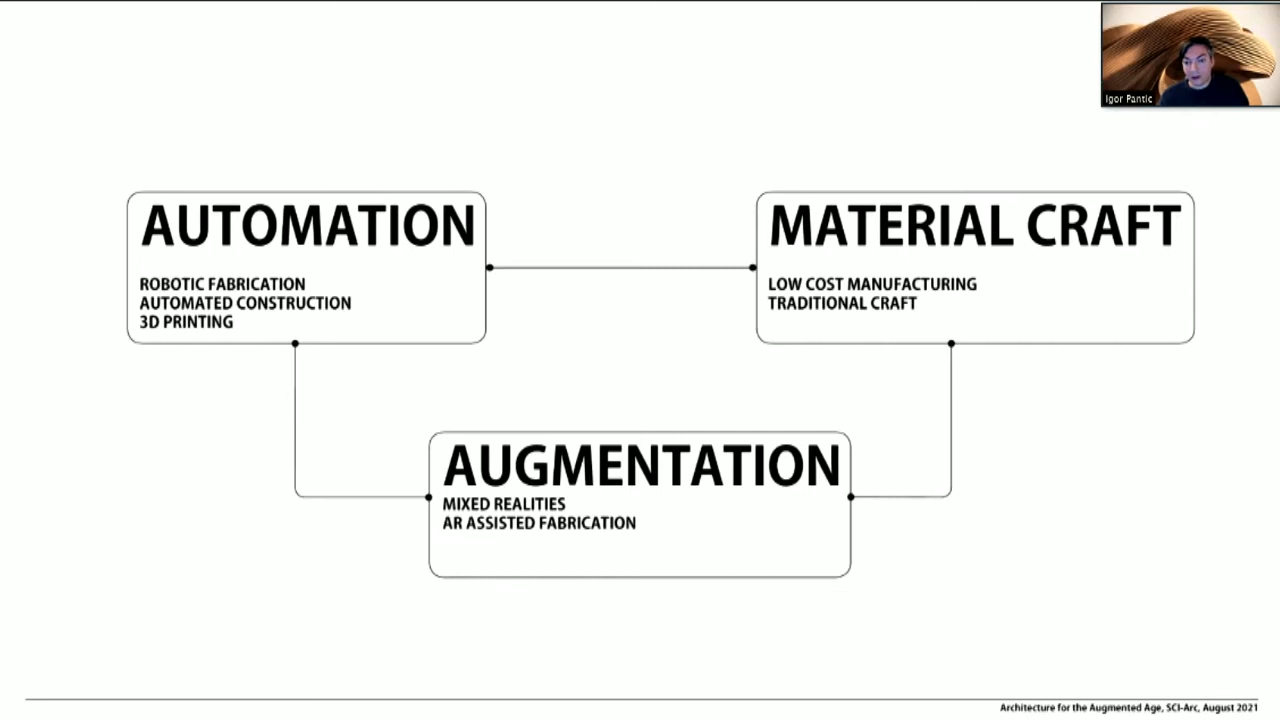 Igor Pantic
AUTOMATION
ROBOTIC FABRICATION
AUTOMATED CONSTRUCTION
3D PRINTING
MATERIAL CRAFT
LOW COST MANUFACTURING
TRADITIONAL CRAFT
AUGMENTATION
MIXED REALITIES
AR ASSISTED FABRICATION
Architecture for the Augmented Age, SCI-Arc, August 2021